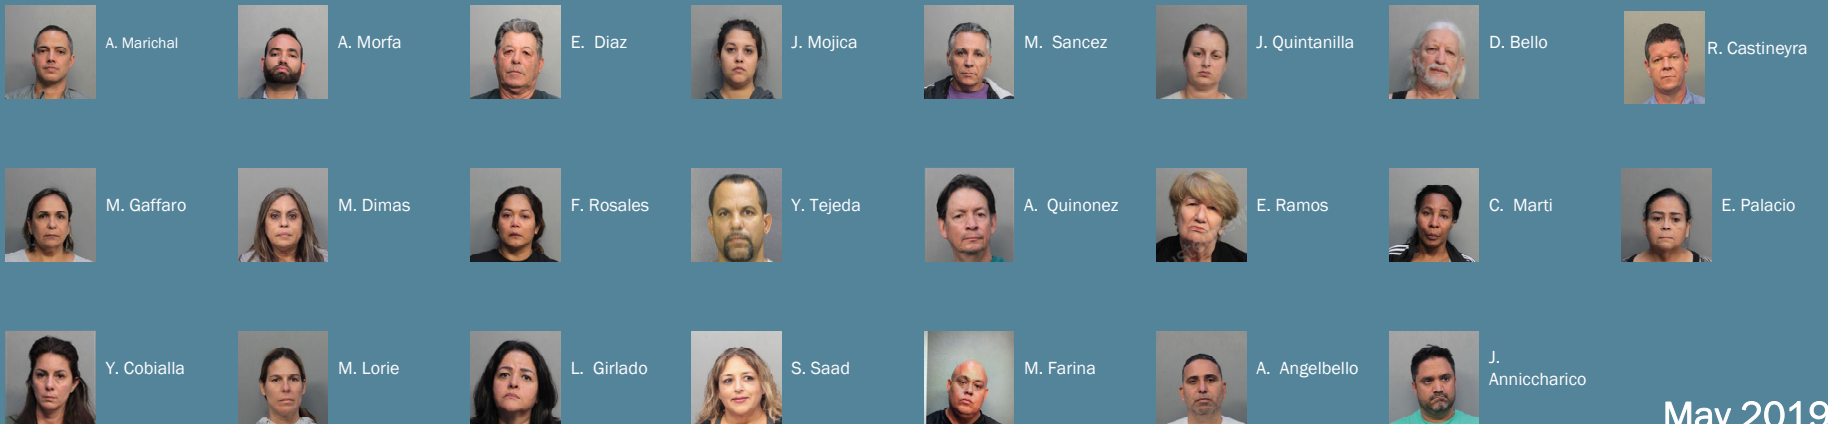 A. Marichal
A. Morfa
E. Diaz
J. Mojica
M. Sancez
J. Quintanilla
D. Bello
R. Castineyra
M. Gaffaro
M. Dimas
F. Rosales
Y. Tejeda
A. Quinonez
E. Ramos
C. Marti
E. Palacio
Y. Cobialla
M. Lorie
L. Girlado
S. Saad
M. Farina
A. Angelbello
J.
Anniccharico
May 2019